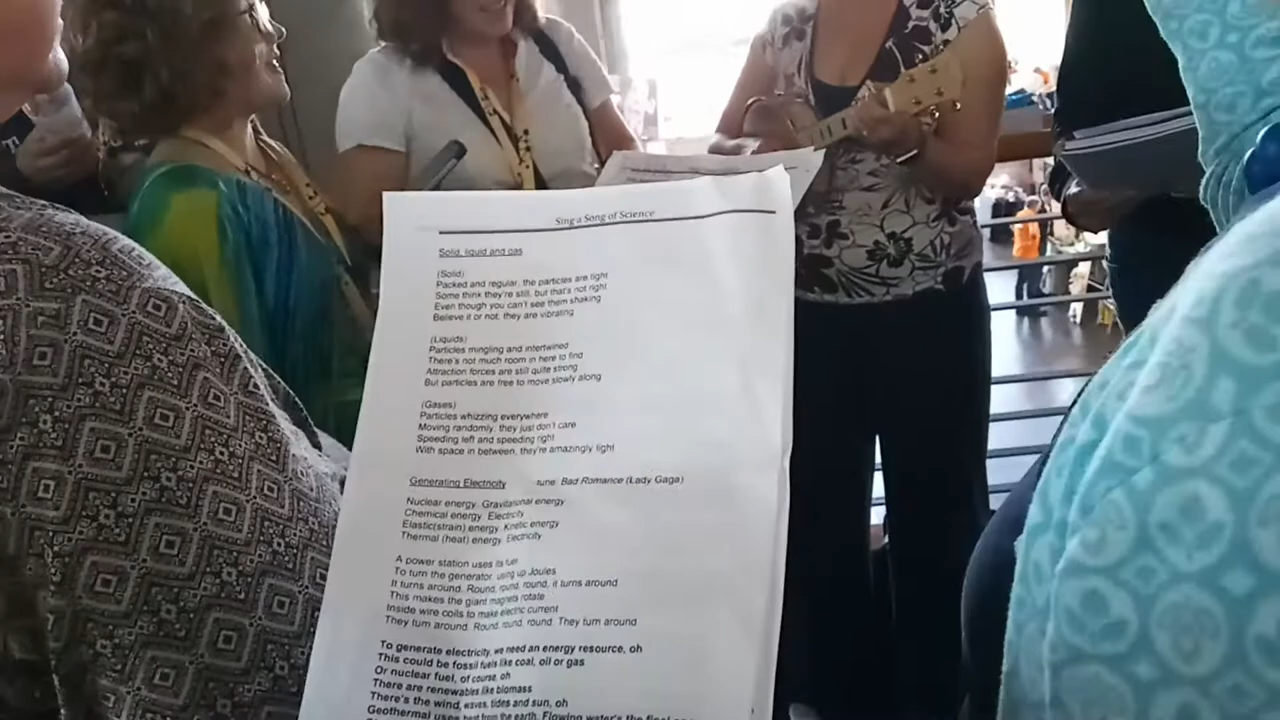 Sing a Song of Science
Solid, liquid and gas
(Solid)
Packed and regular, the particles are tight
Some think they're still, but that's not right
Even though you can't see them shaking
Believe it or not, they are vibrating
(Liquids)
Particles mingling and intertwined
There's not much room in here to find
Attraction forces are still quite strong
But particles are free to move slowly along
(Gases)
Particles whizzing everywhere
Moving randomly, they just don't care
Speeding left and speeding right
With space in between, they're amazingly light
Generating Electricity tune: Bad Romance (Lady Gaga)
Nuclear energy. Gravitational energy
Chemical energy. Electricity
Elastic(strain) energy. Kinetic energy
Thermal (heat) energy. Electricity
A power station uses its fuel
To turn the generator, using up Joules
It turns around. Round, round, round, it turns around
This makes the giant magnets rotate
Inside wire coils to make electric current
They turn around. Round, round, round. They turn around
To generate electricity, we need an energy resource, oh
This could be fossil fuels like coal, oil or gas
Or nuclear fuel, of course, oh
There are renewables like biomass
There's the wind, waves, tides and sun, oh
Geothermal uses heat from the earth. Flowing water's the final